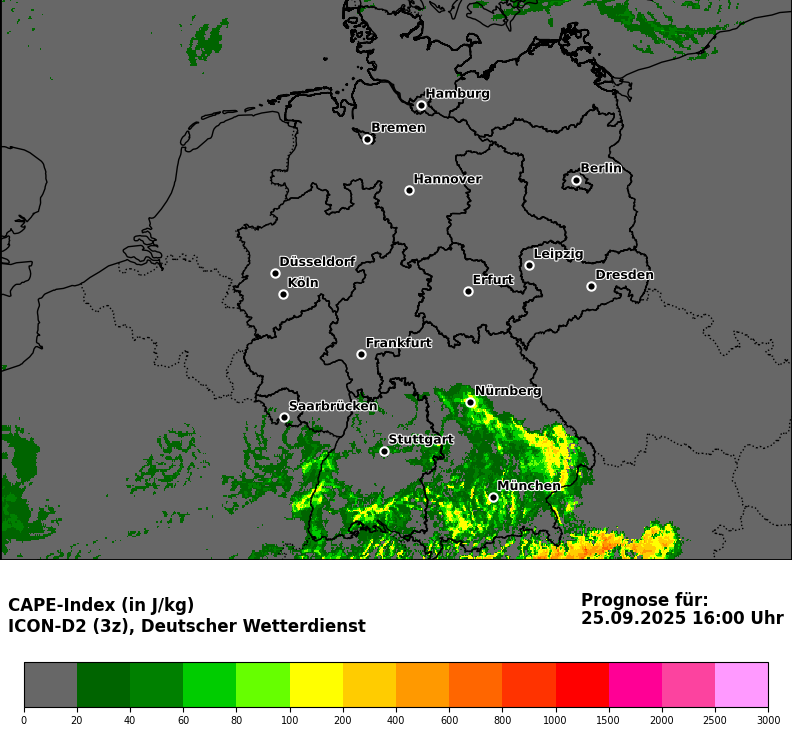 Hamburg
Bremen
Berlin
Hannover
Leipzig
Düsseldorf
Dresden
Köln
Erfurt
Frankfurt
Nürnberg
Saarbrücken
Stuttgart
München
CAPE-Index (in J/kg)
ICON-D2 (3z), Deutscher Wetterdienst
Prognose für:
25.09.2025 16:00 Uhr
0 20 40 60 80 100 200 400 600 800 1000 1500 2000 2500 3000